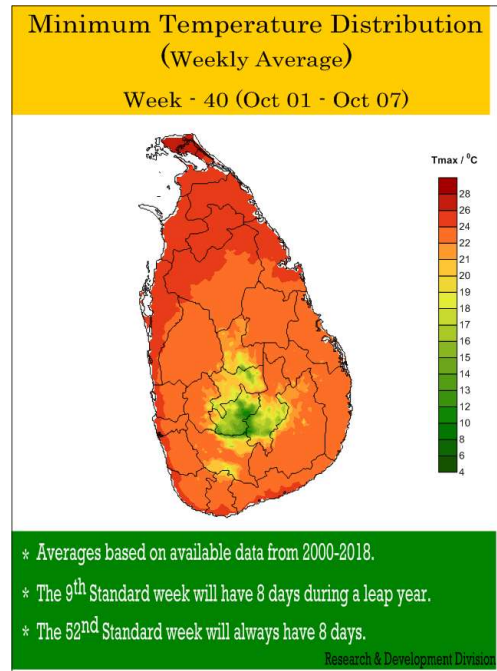 Minimum Temperature Distribution
(Weekly Average)
Week - 40 (Oct 01 - Oct 07)
Tmax / ⁰C
28
26
24
22
21
20
19
18
17
16
14
13
12
10
8
6
4
* Averages based on available data from 2000-2018.
* The 9th Standard week will have 8 days during a leap year.
* The 52nd Standard week will always have 8 days.
Research & Development Division